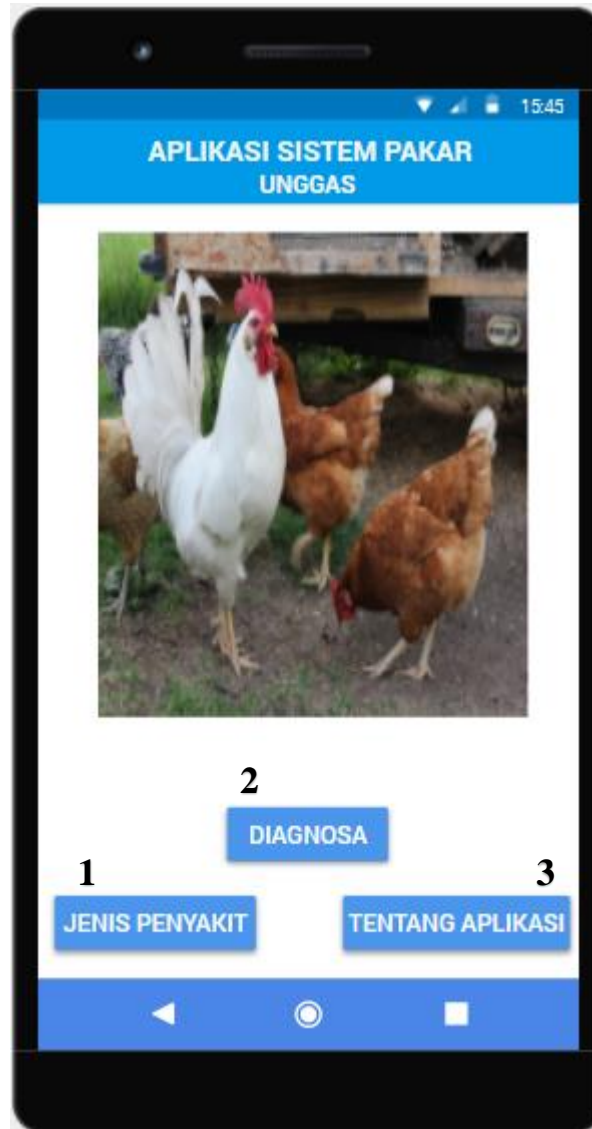 15:45
APLIKASI SISTEM PAKAR
UNGGAS
2
DIAGNOSA
1
3
JENIS PENYAKIT
TENTANG APLIKASI